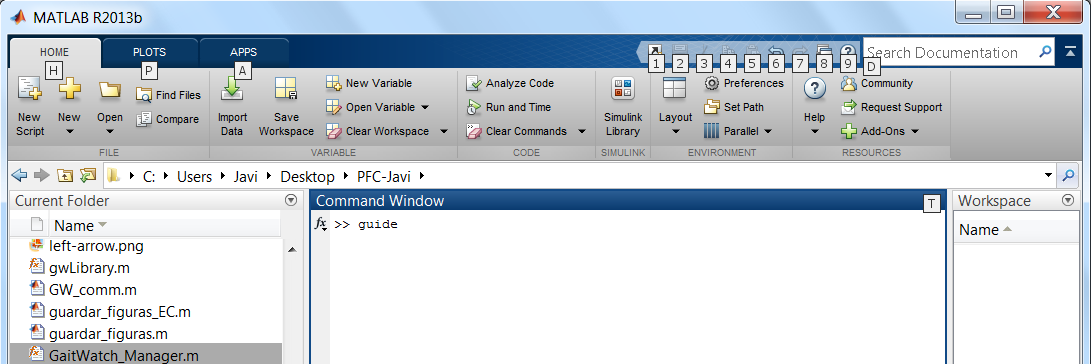 MATLAB R2013b
HOME PLOTS APPS
Search Documentation
H P A 1 2 3 4 5 6 7 8 9 D
New Script
New
Open
Find Files
Compare
FILE
Import Data
Save Workspace
New Variable
Open Variable
Clear Workspace
VARIABLE
Analyze Code
Run and Time
Clear Commands
CODE
Simulink Library
SIMULINK
Layout
Preferences
Set Path
Parallel
ENVIRONMENT
Help
Community
Request Support
Add-Ons
RESOURCES
C: Users Javi Desktop PFC-Javi
Current Folder
Name
left-arrow.png
gwLibrary.m
GW_comm.m
guardar_figuras_EC.m
guardar_figuras.m
GaitWatch_Manager.m
Command Window T
fx >> guide
Workspace
Name